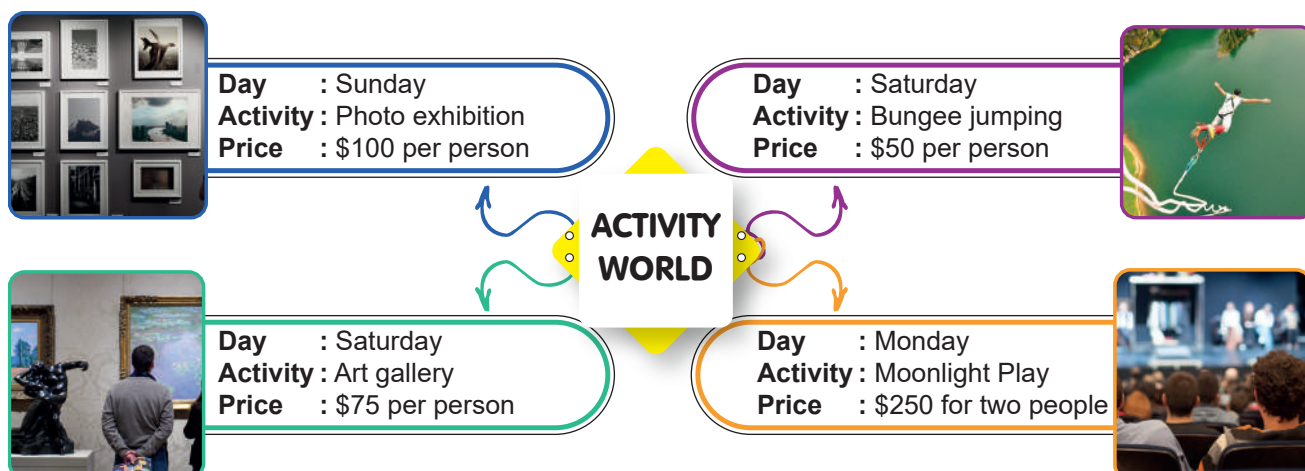 Day : Sunday
Activity : Photo exhibition
Price : $100 per person
Day : Saturday
Activity : Bungee jumping
Price : $50 per person
ACTIVITY
WORLD
Day : Saturday
Activity : Art gallery
Price : $75 per person
Day : Monday
Activity : Moonlight Play
Price : $250 for two people